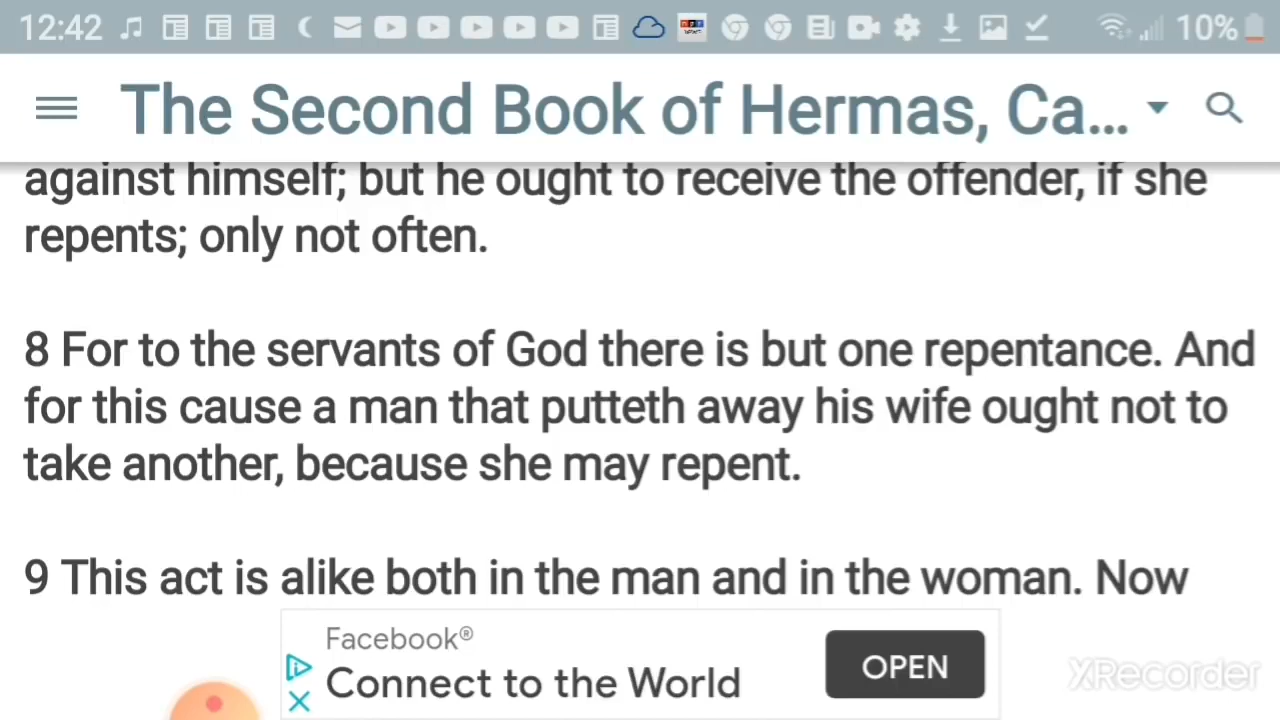 12:42 10%
The Second Book of Hermas, Ca...
against himself; but he ought to receive the offender, if she
repents; only not often.
8 For to the servants of God there is but one repentance. And
for this cause a man that putteth away his wife ought not to
take another, because she may repent.
9 This act is alike both in the man and in the woman. Now
Facebook®
Connect to the World
OPEN
XRecorder